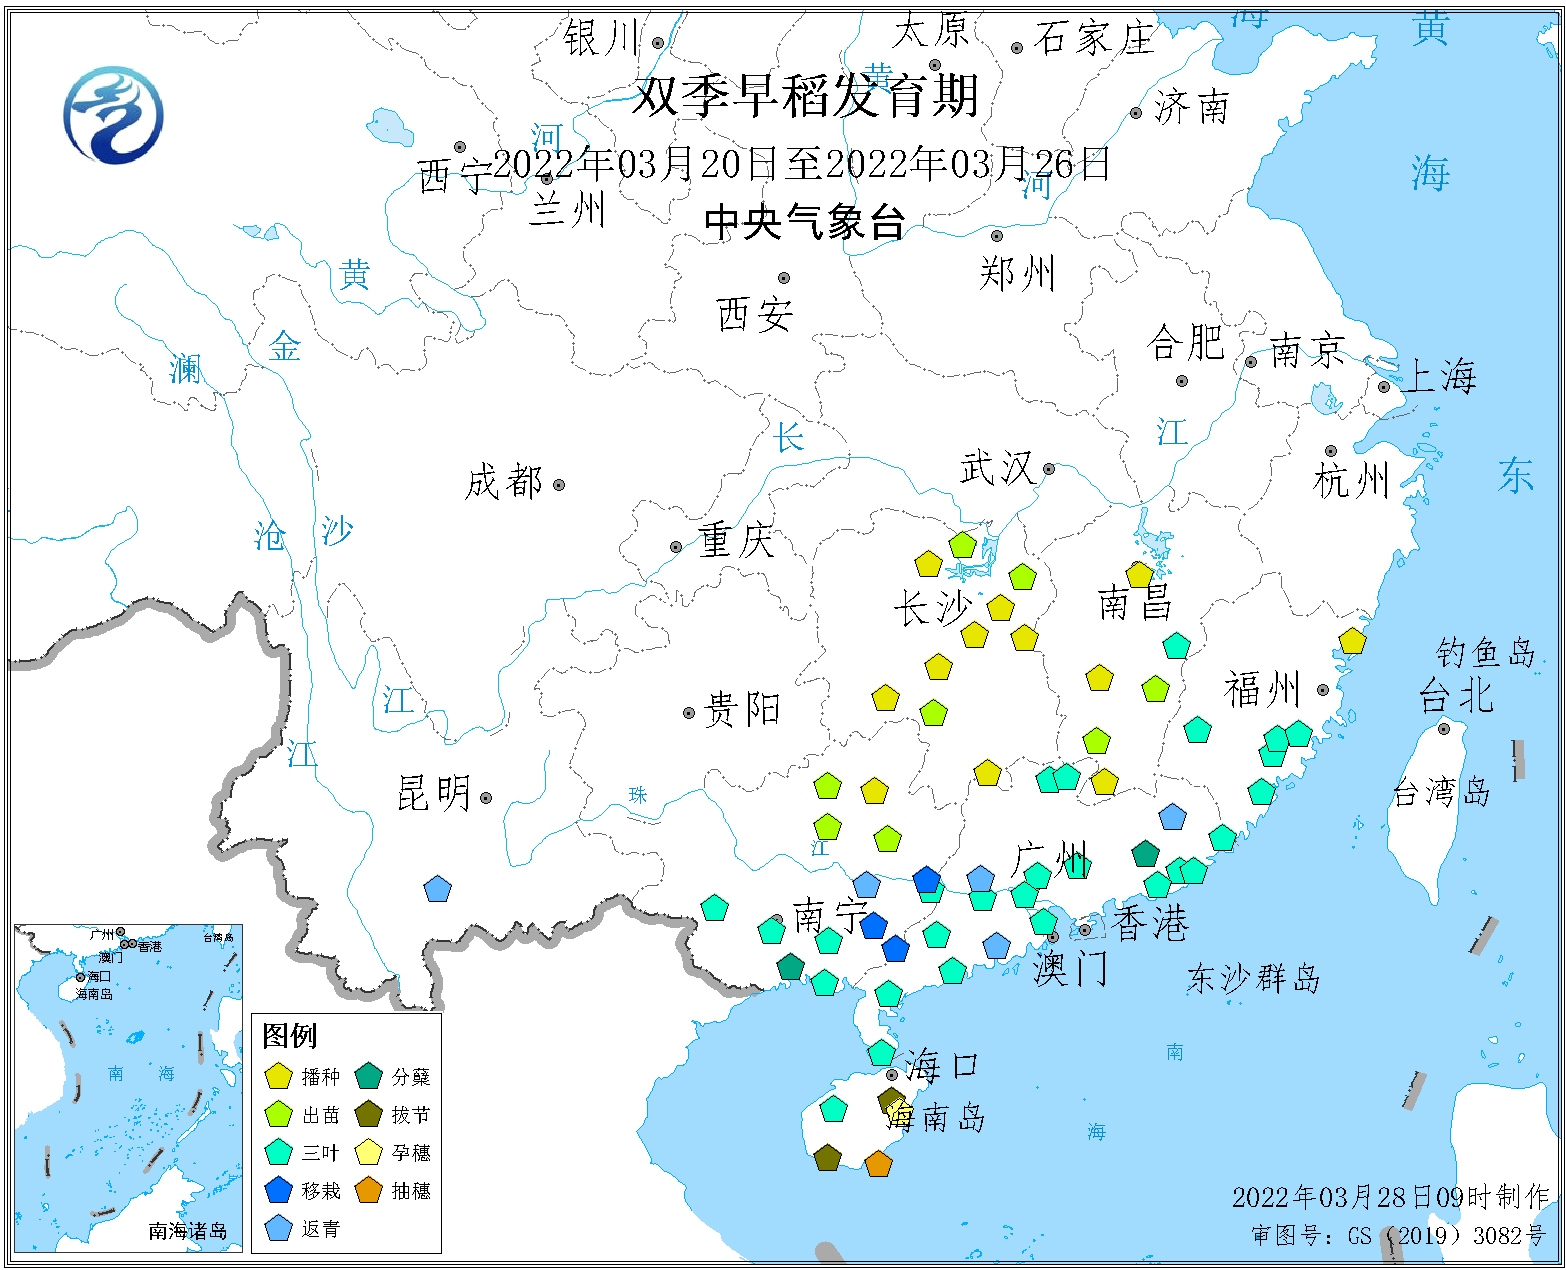 双季早稻发育期
2022年03月20日至2022年03月26日
中央气象台
银川
太原
石家庄
海
黄
黄
济南
河
西宁
兰州
河
海
郑州
黄
西安
金
澜
合肥
南京
上海
江
长
武汉
成都
杭州
东
沧
沙
重庆
长沙
南昌
钓鱼岛
台北
福州
江
贵阳
江
昆明
珠
台湾岛
江
广州
南宁
香港
澳门
东沙群岛
南
海口
海南岛
海
广州
香港
台湾岛
澳门
海口
海南岛
南
海
南海诸岛
图例
播种
分蘖
出苗
拔节
三叶
孕穗
移栽
抽穗
返青
2022年03月28日09时制作
审图号：GS（2019）3082号